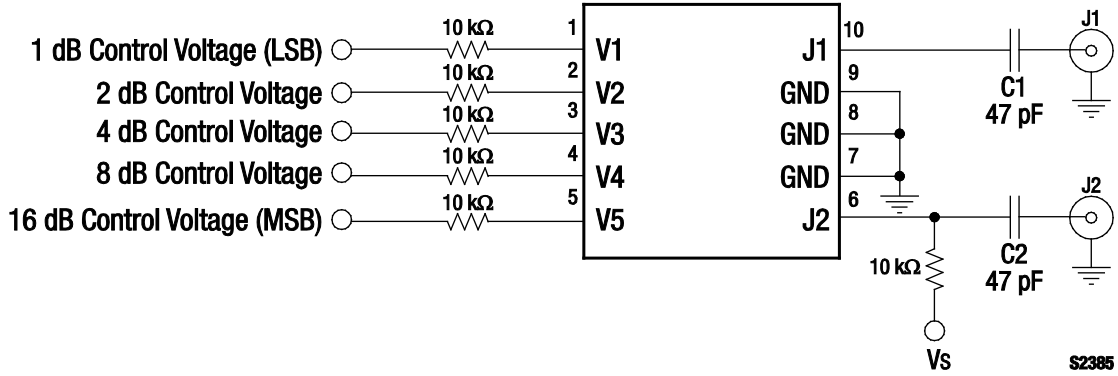 1 dB Control Voltage (LSB)
10 kΩ
1
V1
2 dB Control Voltage
10 kΩ
2
V2
4 dB Control Voltage
10 kΩ
3
V3
8 dB Control Voltage
10 kΩ
4
V4
16 dB Control Voltage (MSB)
10 kΩ
5
V5
J1
10
GND
9
GND
8
GND
7
J2
6
C1
47 pF
J1
C2
47 pF
J2
10 kΩ
Vs
S2385